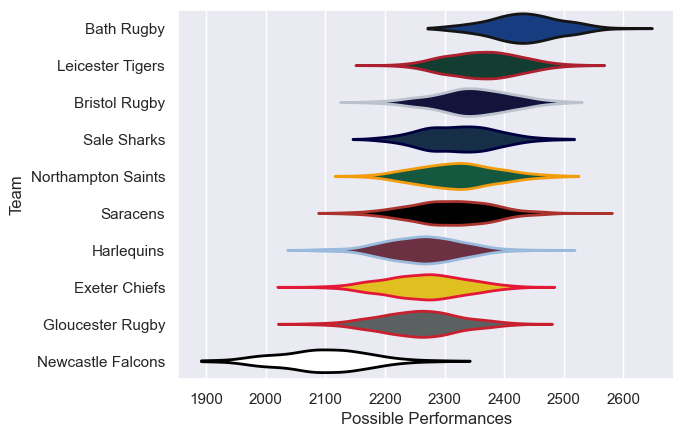 Bath Rugby
Leicester Tigers
Bristol Rugby
Sale Sharks
Northampton Saints
Saracens
Harlequins
Exeter Chiefs
Gloucester Rugby
Newcastle Falcons
Team
1900 2000 2100 2200 2300 2400 2500 2600
Possible Performances